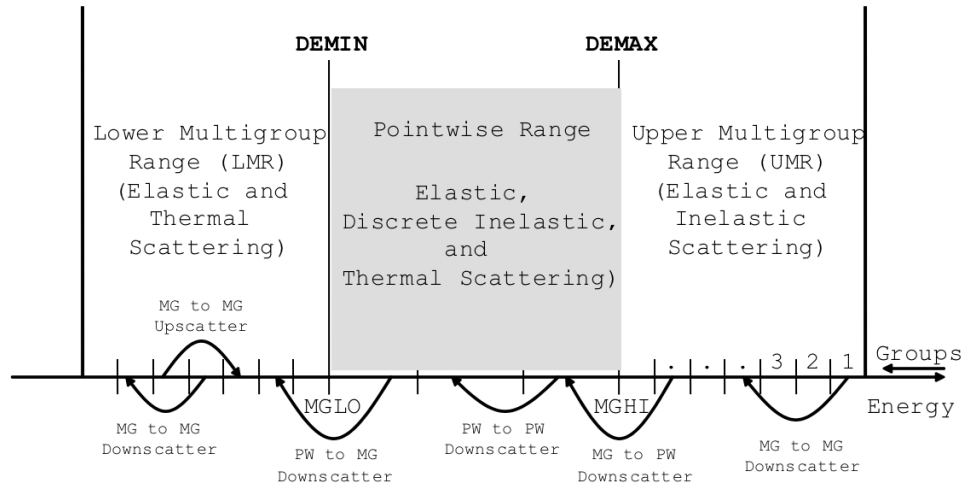 DEMIN
DEMAX
Lower Multigroup
Range (LMR)
(Elastic and
Thermal
Scattering)
Pointwise Range
Elastic,
Discrete Inelastic,
and
Thermal Scattering)
Upper Multigroup
Range (UMR)
(Elastic and
Inelastic
Scattering)
MG to MG
Upscatter
. . . 3 2 1
Groups
MGLO
MGHI
Energy
MG to MG
Downscatter
PW to MG
Downscatter
PW to PW
Downscatter
MG to PW
Downscatter
MG to MG
Downscatter